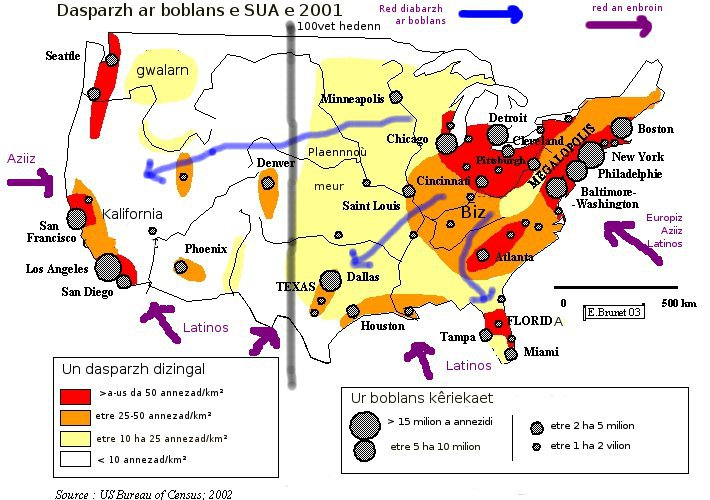 Dasparzh ar boblans e SUA e 2001
Red diabarzh
ar boblans
red an enbroin
100vet hedenn
Seattle
gwalarn
Minneapolis
Detroit
Chicago
Cleveland
Boston
MEGALOPOLIS
Pittsburgh
New York
Philadelphie
Baltimore-
-Washington
Plaennnoù
meur
Denver
Cincinnati
Saint Louis
Biz
Aziiz
Kalifornia
San
Francisco
Europiz
Aziiz
Latinos
Phoenix
Los Angeles
San Diego
Atlanta
Dallas
TEXAS
Houston
0
500 km
E.Brunet 03
FLORIDA
Tampa
Miami
Latinos
Latinos
Un dasparzh dizingal
>a-us da 50 annezad/km²
etre 25-50 annezad/km²
etre 10 ha 25 annezad/km²
< 10 annezad/km²
Ur boblans kêriekaet
> 15 milion a annezidi
etre 5 ha 10 milion
etre 2 ha 5 milion
etre 1 ha 2 vilion
Source : US Bureau of Census; 2002